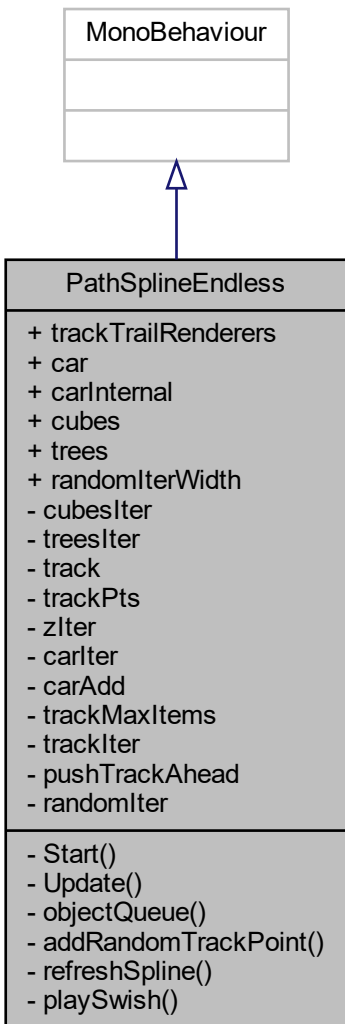 MonoBehaviour
PathSplineEndless
+ trackTrailRenderers
+ car
+ carInternal
+ cubes
+ trees
+ randomIterWidth
- cubesIter
- treesIter
- track
- trackPts
- zIter
- carIter
- carAdd
- trackMaxItems
- trackIter
- pushTrackAhead
- randomIter
- Start()
- Update()
- objectQueue()
- addRandomTrackPoint()
- refreshSpline()
- playSwish()